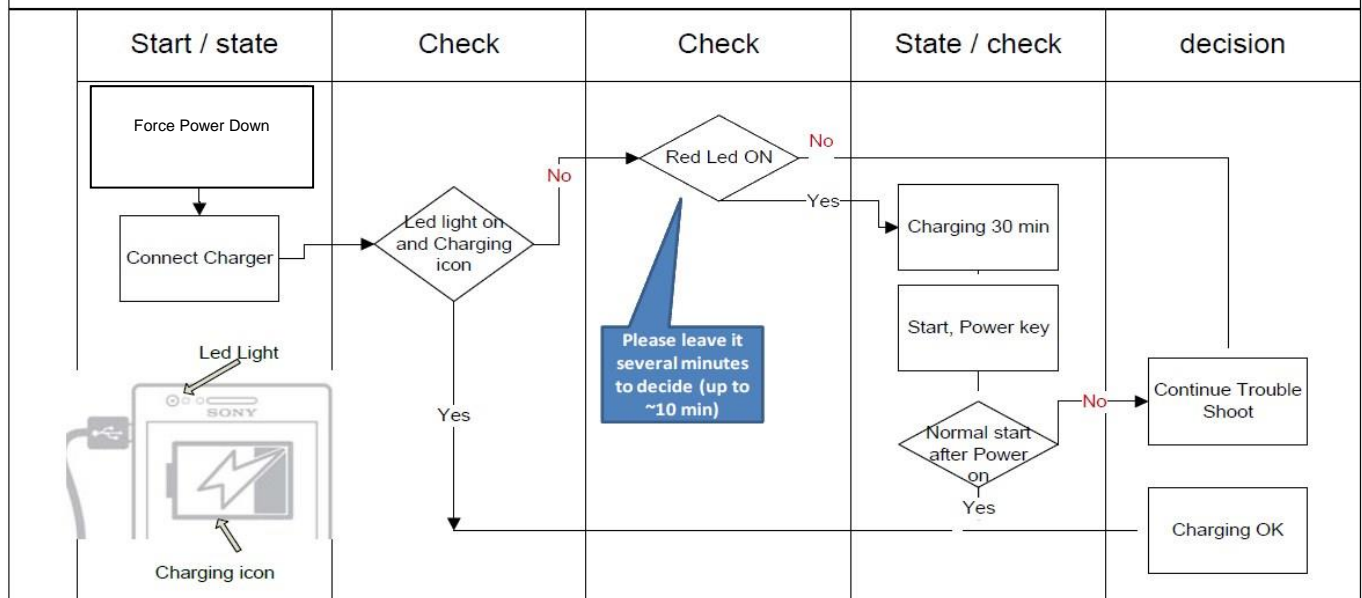 Start / state
Check
Check
State / check
decision
Force Power Down
Connect Charger
Led light on
and Charging
icon
No
Yes
Red Led ON
No
Yes
Please leave it
several minutes
to decide (up to
~10 min)
Charging 30 min
Start, Power key
Normal start
after Power
on
No
Yes
Continue Trouble
Shoot
Charging OK
Led Light
SONY
Charging icon